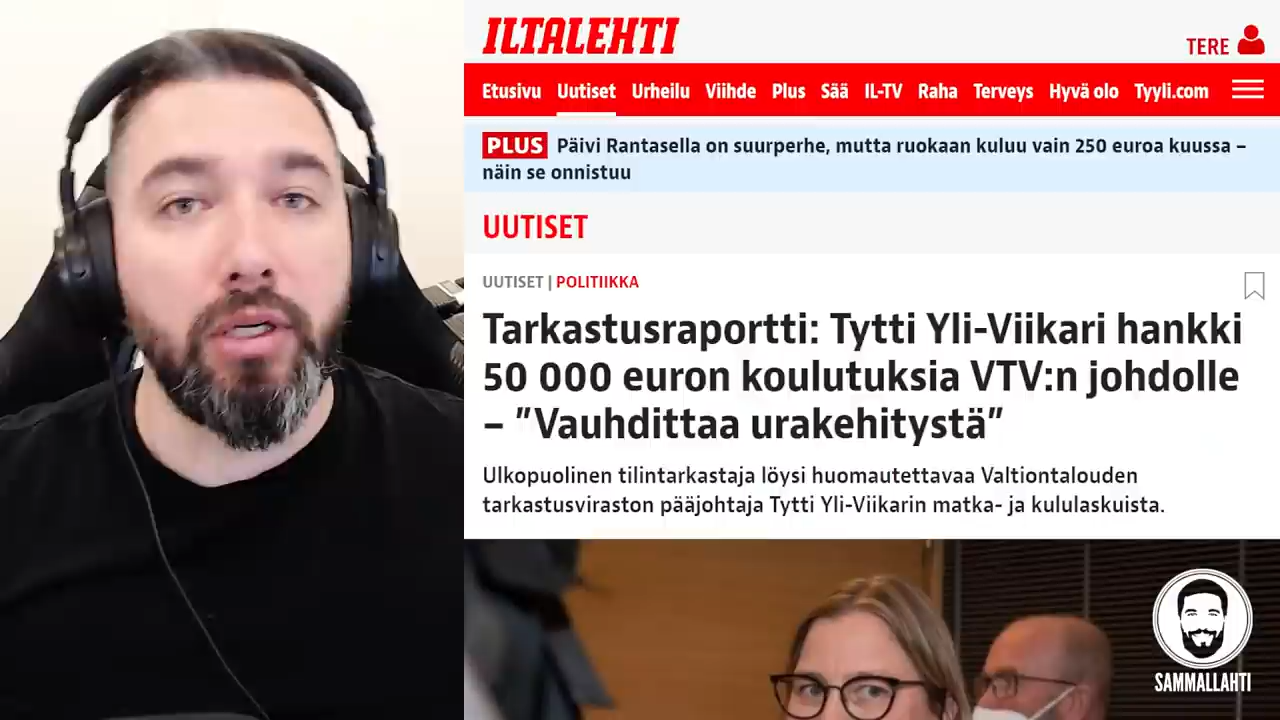 ILTALEHTI
TERE
Etusivu Uutiset Urheilu Viihde Plus Sää IL-TV Raha Terveys Hyvä olo Tyyli.com
PLUS Päivi Rantasella on suurperhe, mutta ruokaan kuluu vain 250 euroa kuussa –
näin se onnistuu
UUTISET
UUTISET | POLITIIKKA
Tarkastusraportti: Tytti Yli-Viikari hankki
50 000 euron koulutuksia VTV:n johdolle
– ”Vauhdittaa urakehitystä”
Ulkopuolinen tilintarkastaja löysi huomautettavaa Valtiontalouden
tarkastusviraston pääjohtaja Tytti Yli-Viikarin matka- ja kululaskuista.
SAMMALLAHTI